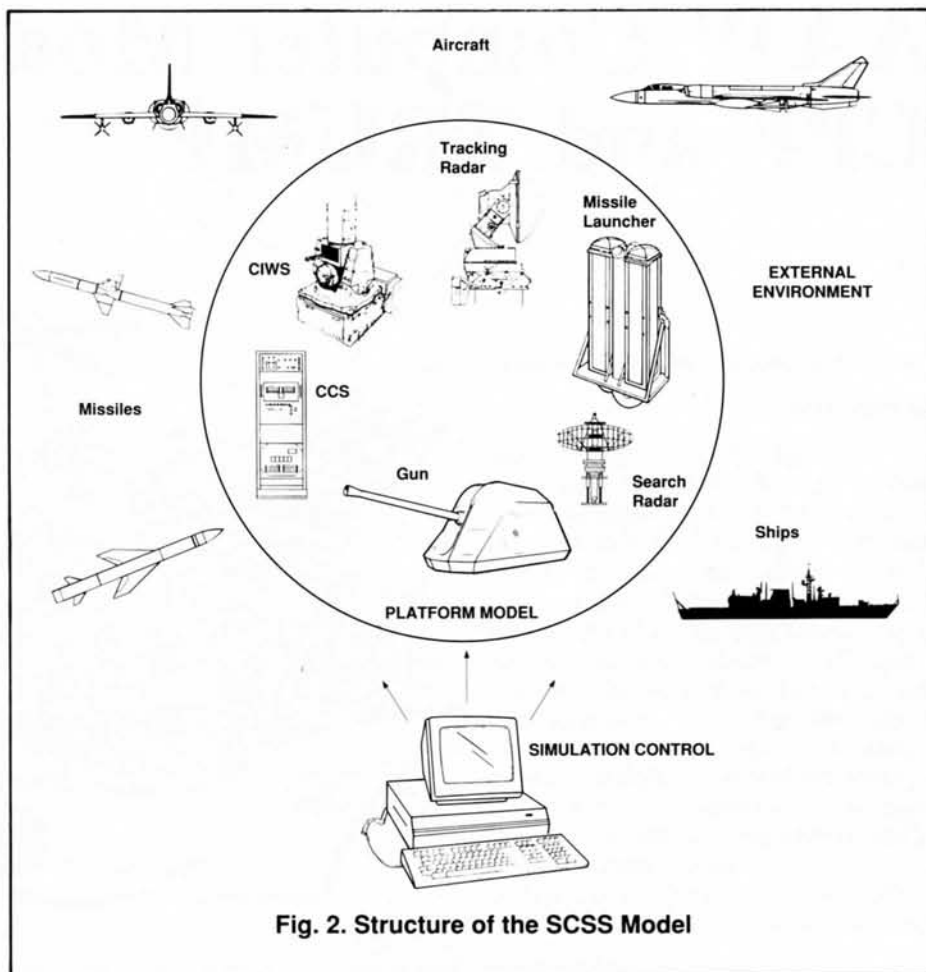 Aircraft
Tracking
Radar
Missile
Launcher
CIWS
EXTERNAL
ENVIRONMENT
CCS
Missiles
Gun
Search
Radar
Ships
PLATFORM MODEL
SIMULATION CONTROL
Fig. 2. Structure of the SCSS Model